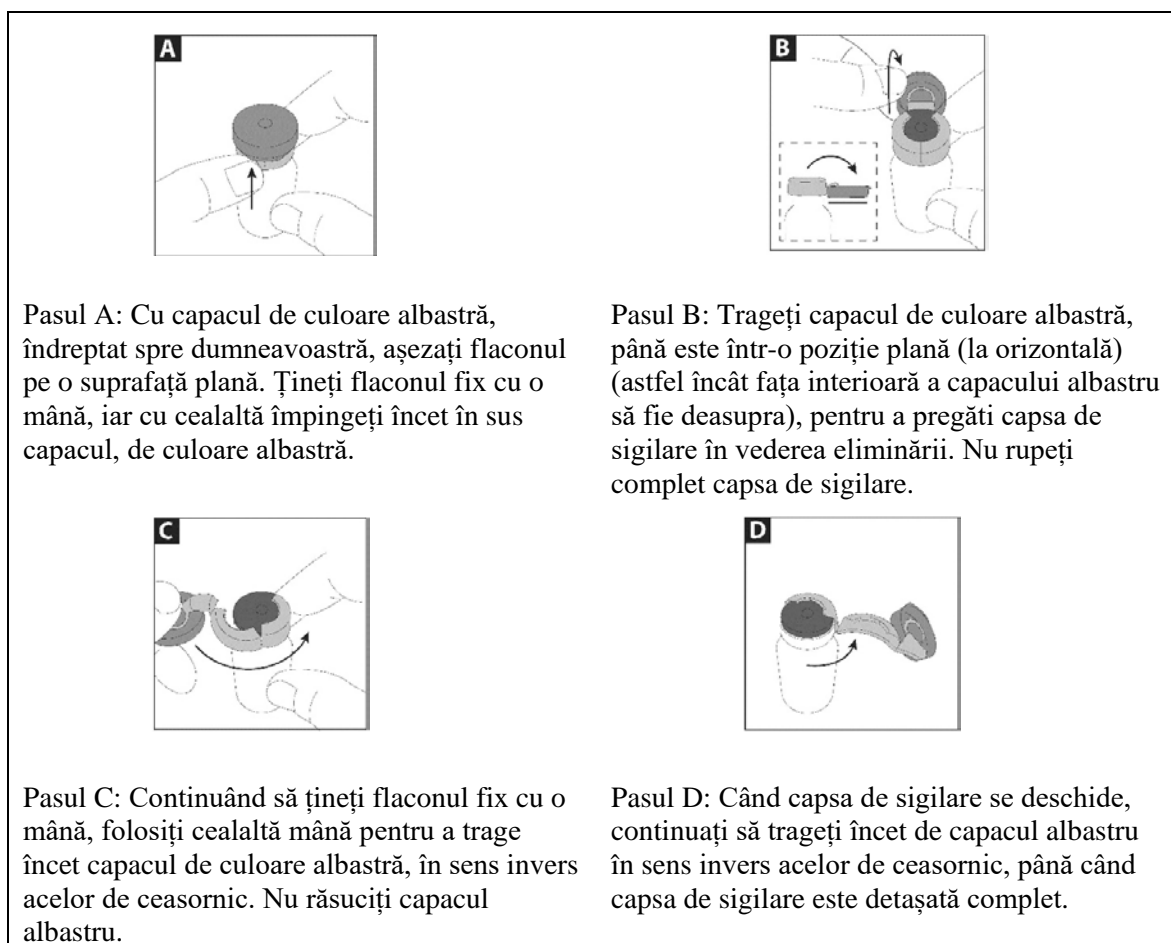 A
B
Pasul A: Cu capacul de culoare albastră,
îndreptat spre dumneavoastră, așezați flaconul
pe o suprafață plană. Țineți flaconul fix cu o
mână, iar cu cealaltă împingeți încet în sus
capacul, de culoare albastră.
Pasul B: Trageți capacul de culoare albastră,
până este într-o poziție plană (la orizontală)
(astfel încât fața interioară a capacului albastru
să fie deasupra), pentru a pregăti capsa de
sigilare în vederea eliminării. Nu rupeți
complet capsa de sigilare.
C
D
Pasul C: Continuând să țineți flaconul fix cu o
mână, folosiți cealaltă mână pentru a trage
încet capacul de culoare albastră, în sens invers
acelor de ceasornic. Nu răsuciți capacul
albastru.
Pasul D: Când capsa de sigilare se deschide,
continuați să trageți încet de capacul albastru
în sens invers acelor de ceasornic, până când
capsa de sigilare este detașată complet.